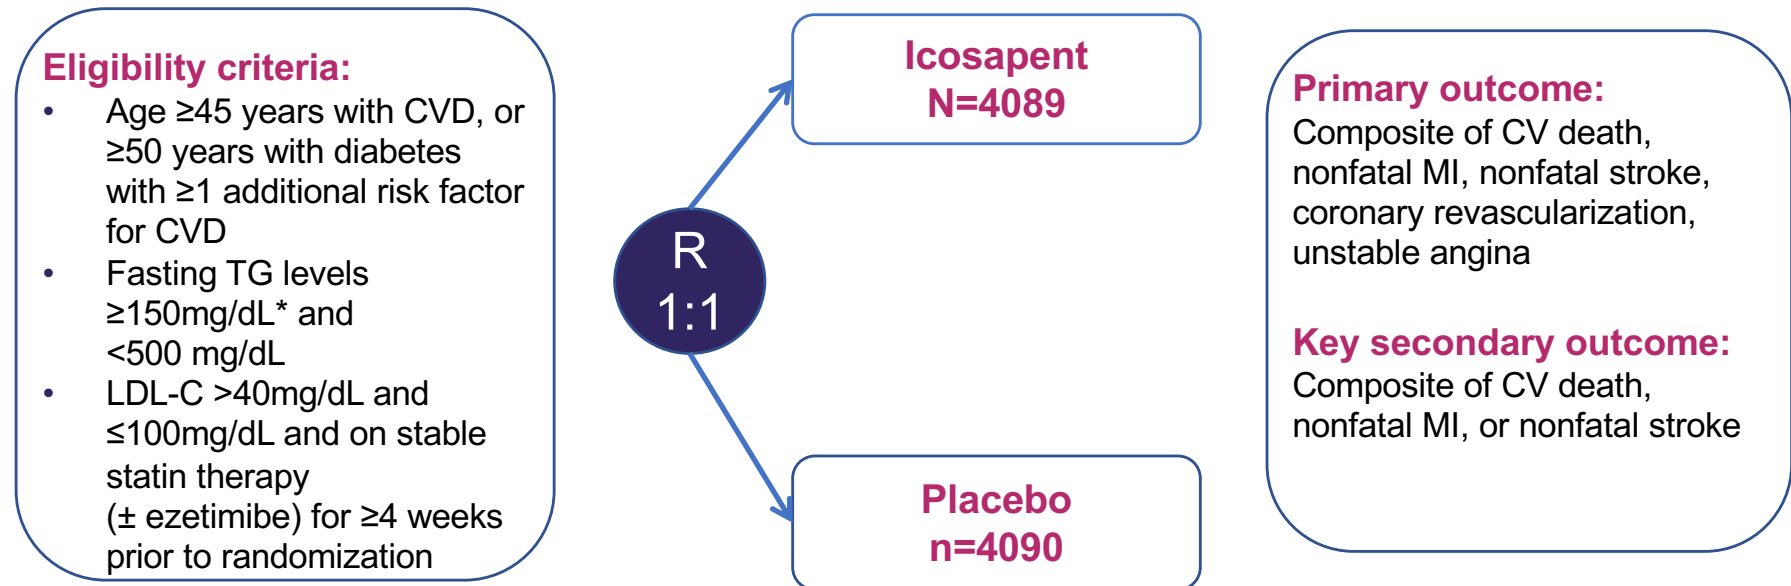 Eligibility criteria:
• Age ≥45 years with CVD, or
≥50 years with diabetes
with ≥1 additional risk factor
for CVD
• Fasting TG levels
≥150mg/dL* and
<500 mg/dL
• LDL-C >40mg/dL and
≤100mg/dL and on stable
statin therapy
(± ezetimibe) for ≥4 weeks
prior to randomization
R
1:1
Icosapent
N=4089
Placebo
n=4090
Primary outcome:
Composite of CV death,
nonfatal MI, nonfatal stroke,
coronary revascularization,
unstable angina
Key secondary outcome:
Composite of CV death,
nonfatal MI, or nonfatal stroke